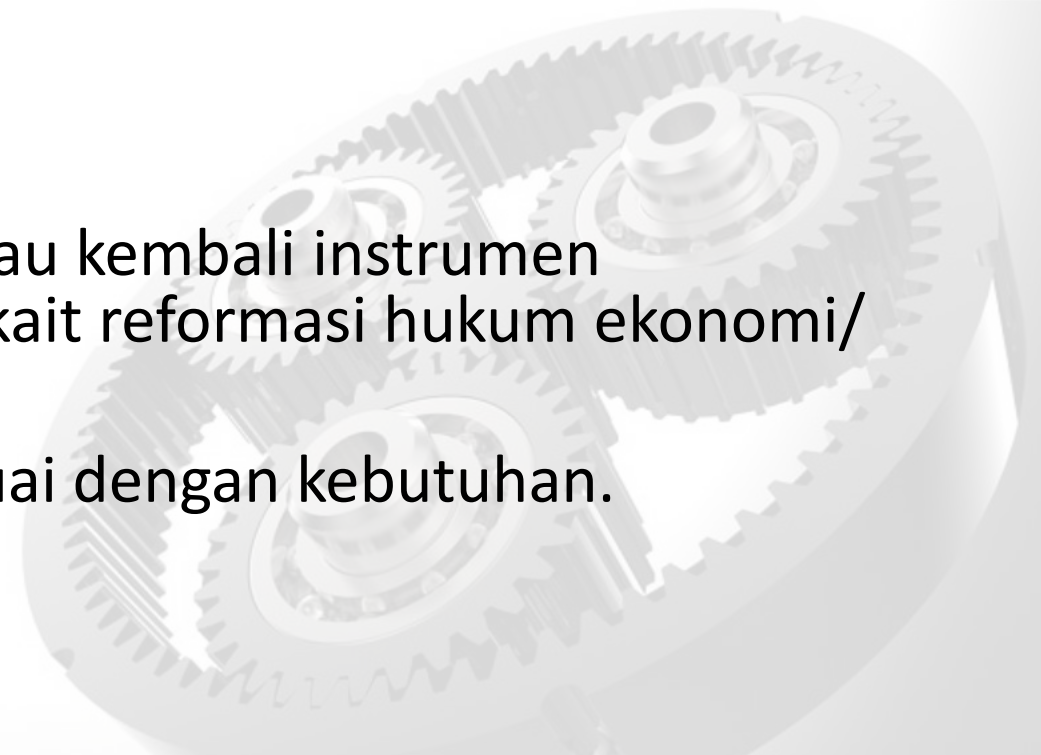 au kembali instrumen
kait reformasi hukum ekonomi/
uai dengan kebutuhan.